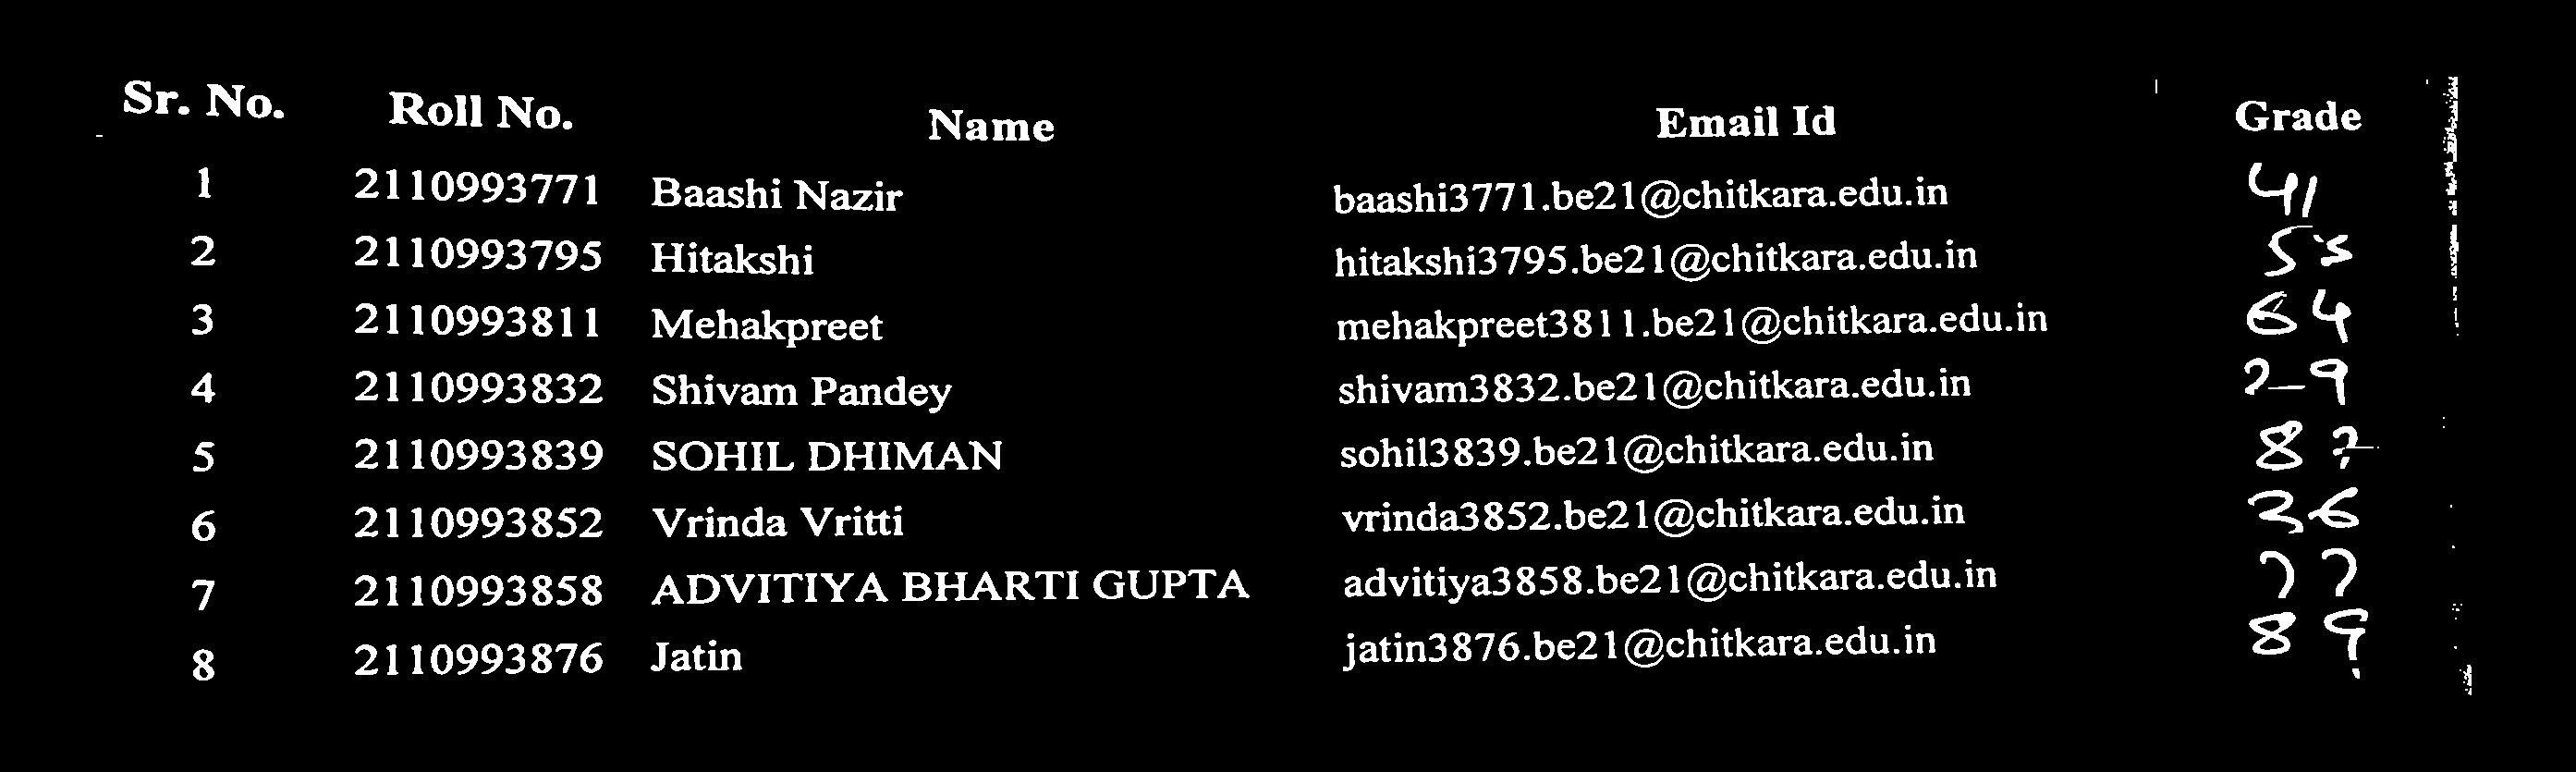 Sr. No. Roll No. Name Email Id Grade
1 2110993771 Baashi Nazir baashi3771.be21@chitkara.edu.in 41
2 2110993795 Hitakshi hitakshi3795.be21@chitkara.edu.in 55
3 2110993811 Mehakpreet mehakpreet3811.be21@chitkara.edu.in 64
4 2110993832 Shivam Pandey shivam3832.be21@chitkara.edu.in 29
5 2110993839 SOHIL DHIMAN sohil3839.be21@chitkara.edu.in
6 2110993852 Vrinda Vritti vrinda3852.be21@chitkara.edu.in 36
7 2110993858 ADVITIYA BHARTI GUPTA advitiya3858.be21@chitkara.edu.in 77
8 2110993876 Jatin jatin3876.be21@chitkara.edu.in 89